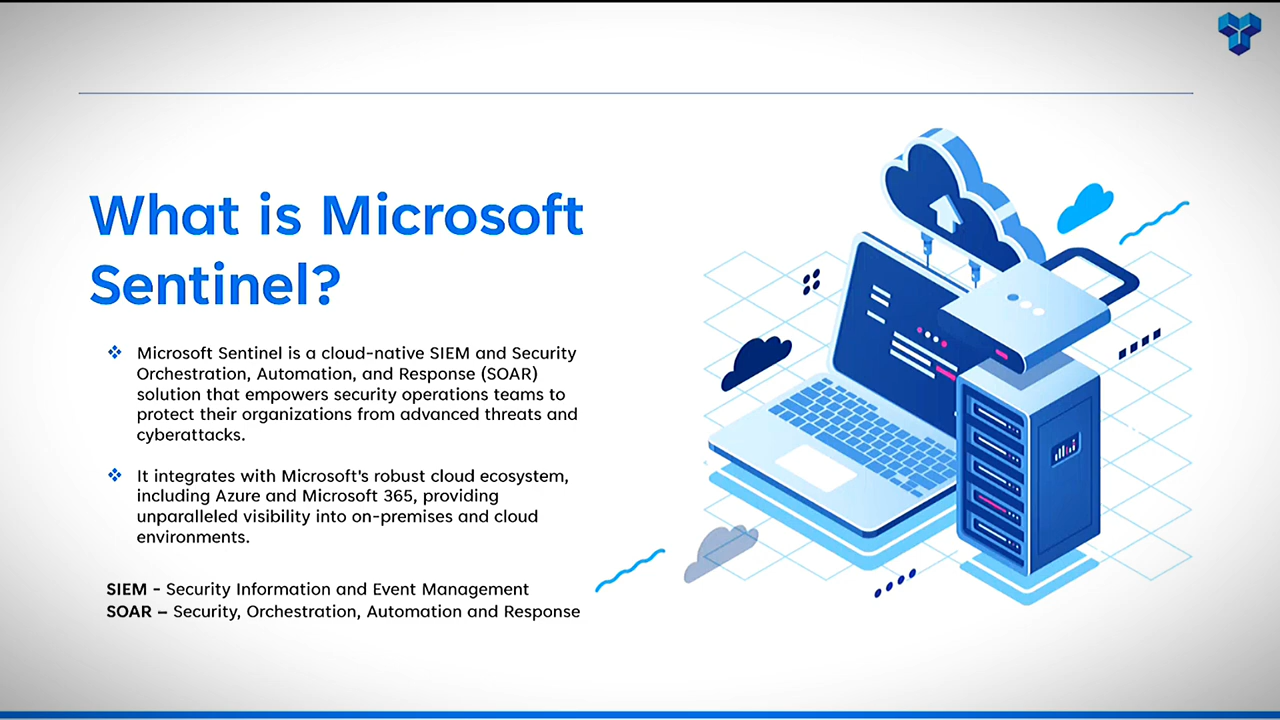 What is Microsoft
Sentinel?
Microsoft Sentinel is a cloud-native SIEM and Security
Orchestration, Automation, and Response (SOAR)
solution that empowers security operations teams to
protect their organizations from advanced threats and
cyberattacks.
It integrates with Microsoft's robust cloud ecosystem,
including Azure and Microsoft 365, providing
unparalleled visibility into on-premises and cloud
environments.
SIEM - Security Information and Event Management
SOAR – Security, Orchestration, Automation and Response